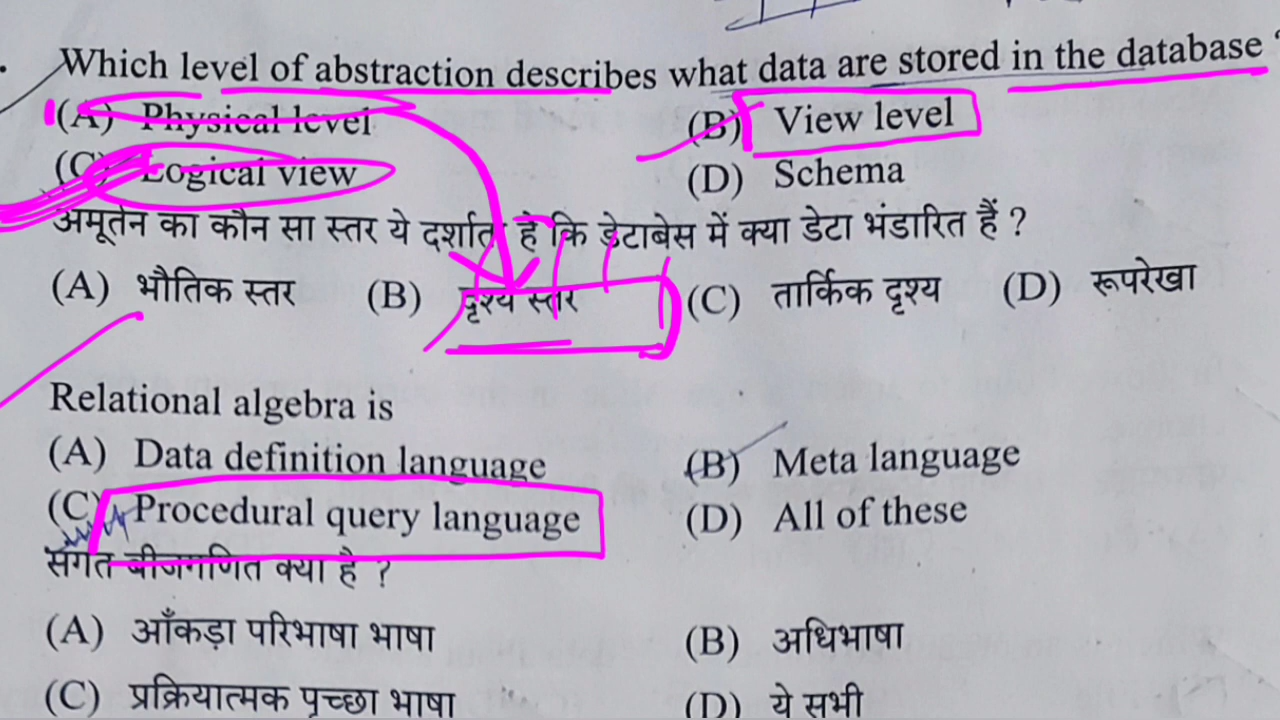 Which level of abstraction describes what data are stored in the database
(A) Physical level (B) View level
(C) Logical view (D) Schema
अमूर्तन का कौन सा स्तर ये दर्शाता है कि डेटाबेस में क्या डेटा भंडारित हैं ?
(A) भौतिक स्तर (B) दृश्य स्तर (C) तार्किक दृश्य (D) रूपरेखा
Relational algebra is
(A) Data definition language (B) Meta language
(C) Procedural query language (D) All of these
संगत बीजगणित क्या है ?
(A) आँकड़ा परिभाषा भाषा (B) अधिभाषा
(C) प्रक्रियात्मक पृच्छा भाषा (D) ये सभी